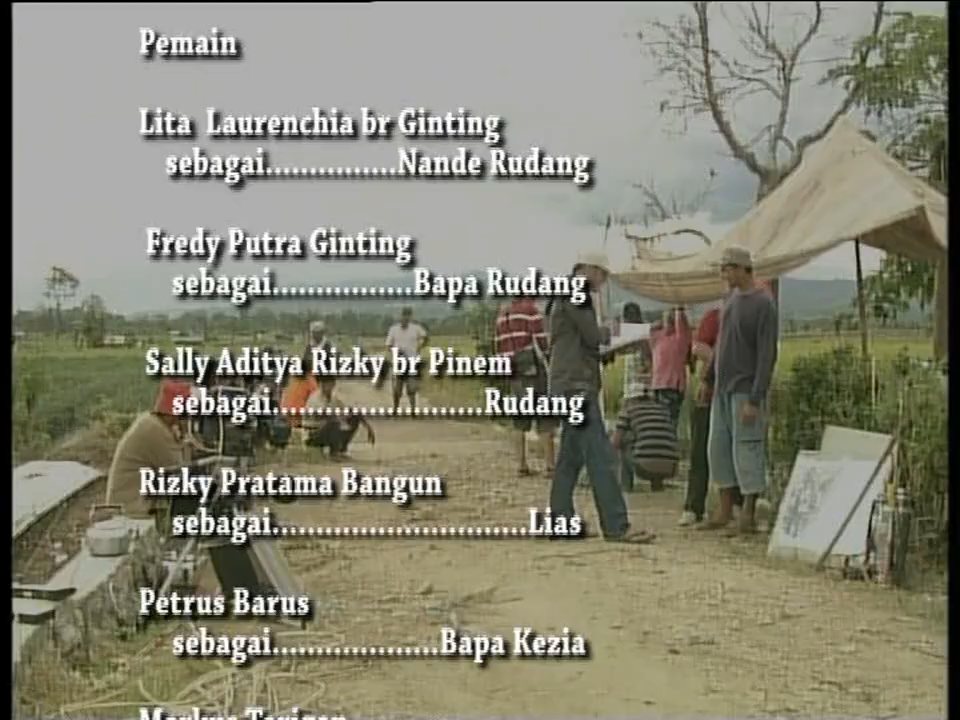 Pemain
Lita Laurenchia br Ginting
sebagai...............Nande Rudang
Fredy Putra Ginting
sebagai................Bapa Rudang
Sally Aditya Rizky br Pinem
sebagai........................Rudang
Rizky Pratama Bangun
sebagai.............................Lias
Petrus Barus
sebagai...................Bapa Kezia